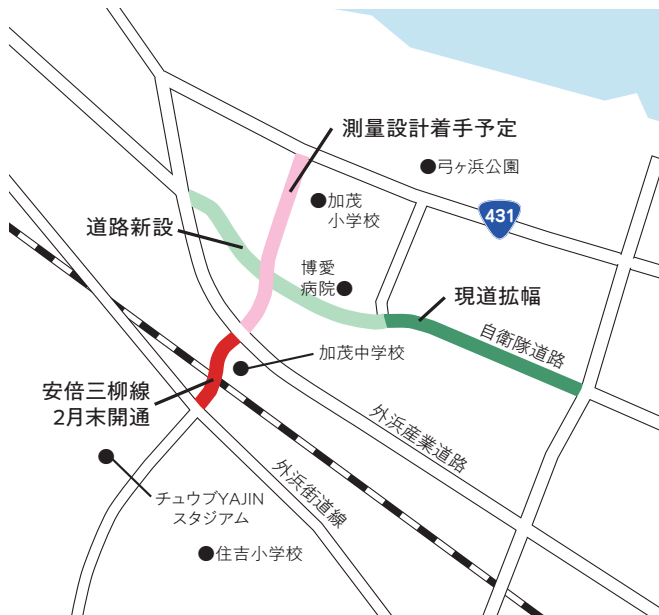 測量設計着手予定
弓ヶ浜公園
加茂
小学校
431
道路新設
博愛
病院
現道拡幅
自衛隊道路
加茂中学校
安倍三柳線
2月末開通
外浜産業道路
外浜街道線
チュウブYAJIN
スタジアム
住吉小学校